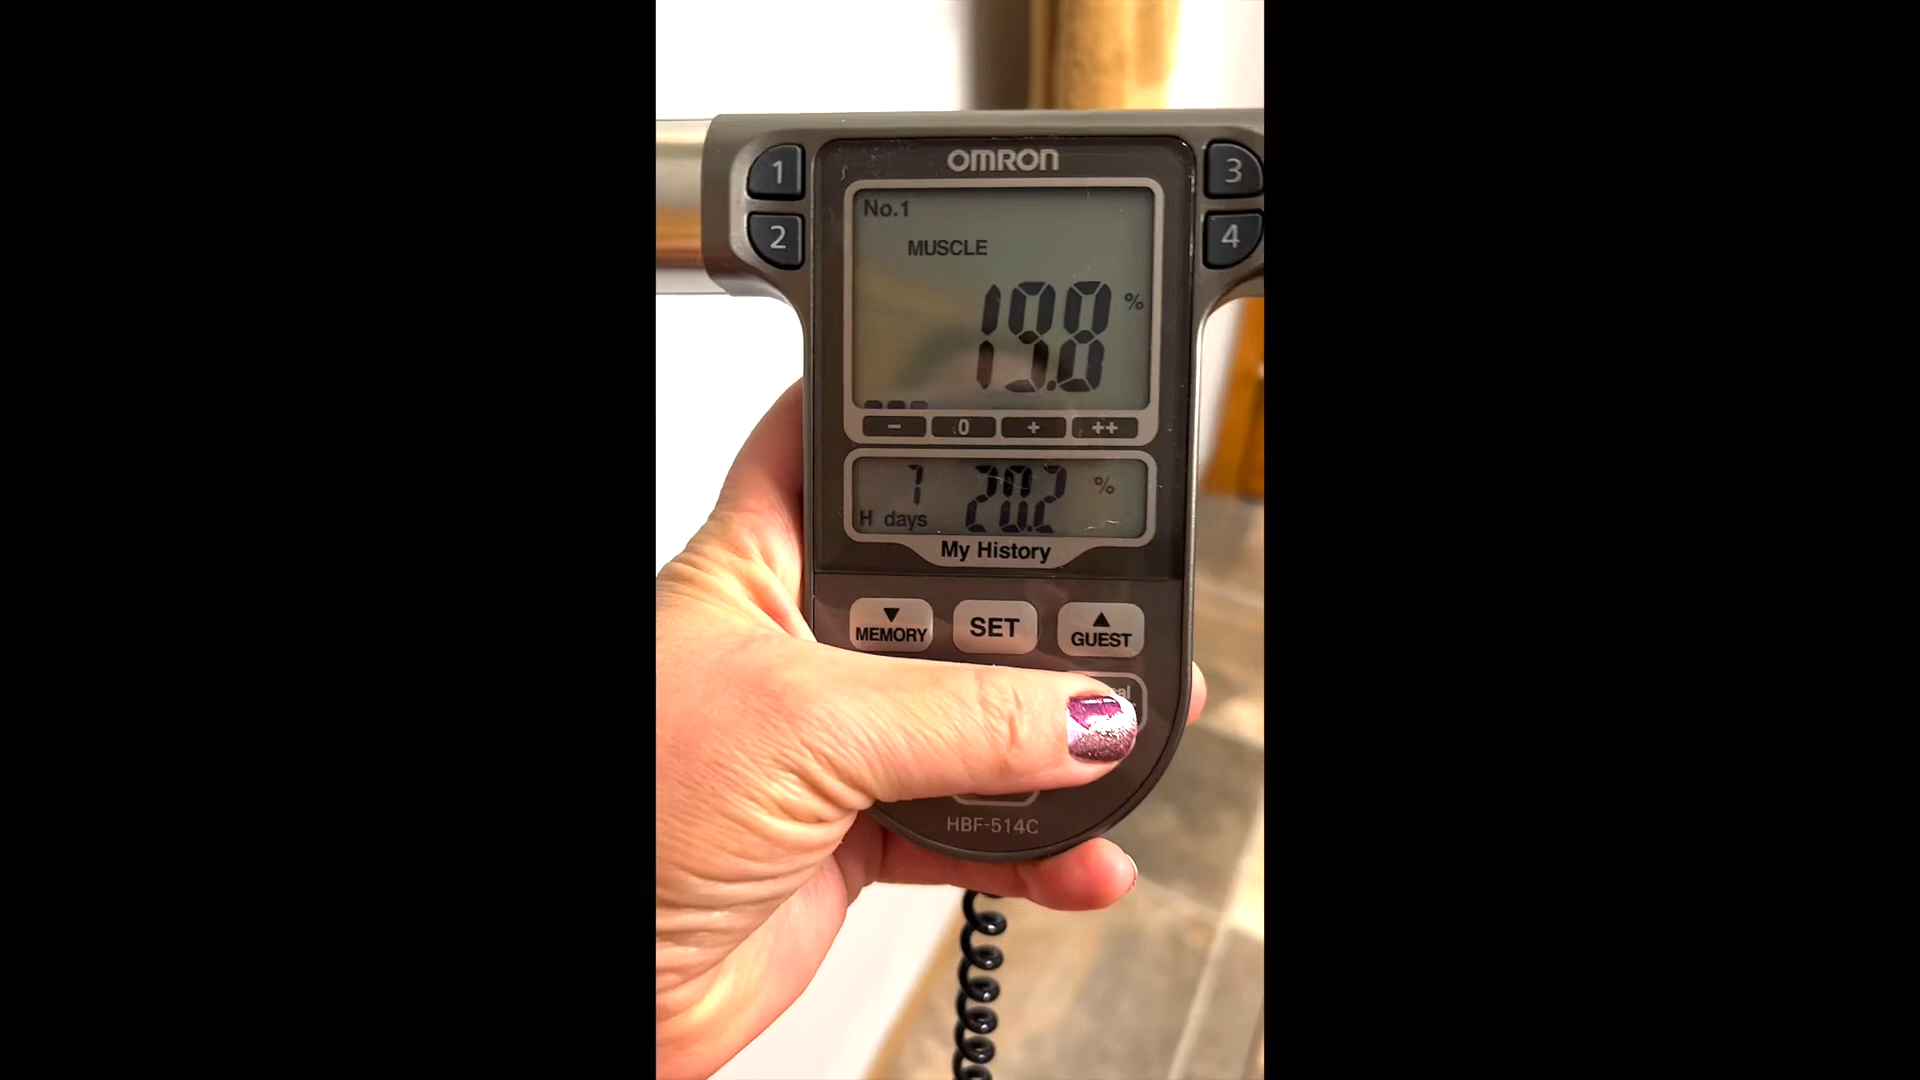 OMRON
1
2
3
4
No.1
MUSCLE
19.8 %
- 0 + ++
7 20.2 %
H days
My History
▼ SET ▲
MEMORY GUEST
HBF-514C